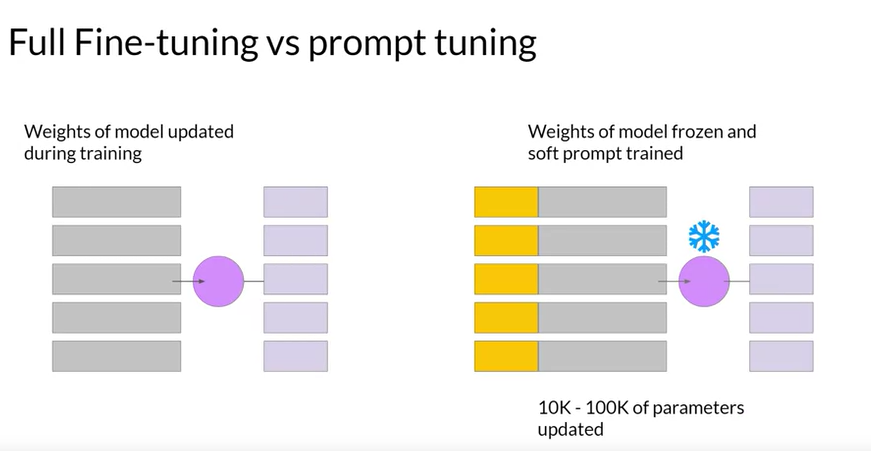 Full Fine-tuning vs prompt tuning
Weights of model updated
during training
Weights of model frozen and
soft prompt trained
10K - 100K of parameters
updated